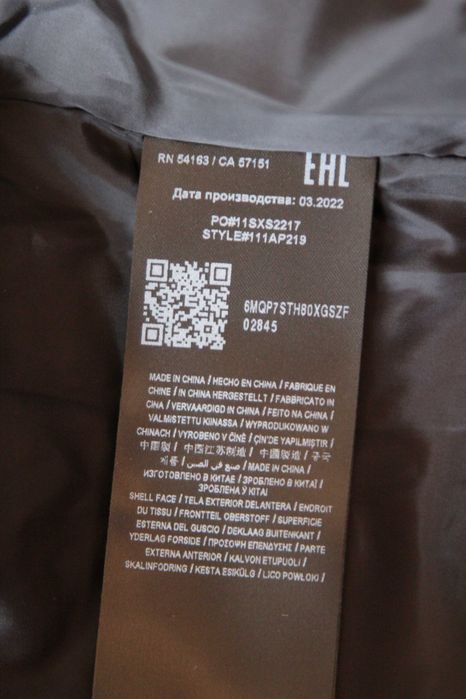 RN 54163 / CA 57151
EAC
Дата производства: 03.2022
PO#11SXS2217
STYLE#111AP219
6MQP7STH80XGSZF
02845
MADE IN CHINA / HECHO EN CHINA / FABRIQUE EN
CHINE / IN CHINA HERGESTELLT / FABBRICATO IN
CINA / VERVAARDIGD IN CHINA / FEITO NA CHINA /
VALMISTETTU KIINASSA / WYPRODUKOWANO W
CHINACH / VYROBENO V ČÍNĚ / ÇİN'DE YAPILMIŞTIR /
中國製 / 中西江苏制造 / 中國製 / 중국
제품 / صنع في الصين / MADE IN CHINA /
ИЗГОТОВЛЕНО В КИТАЕ / ЗРОБЛЕНО В КИТАЇ /
ЗРОБЛЕНА Ў КІТАІ
SHELL FACE / TELA EXTERIOR DELANTERA / ENDROIT
DU TISSU / FRONTTEIL OBERSTOFF / SUPERFICIE
ESTERNA DEL GUSCIO / DEKLAAG BUITENKANT /
YDERLAG FORSIDE / ΠΡΟΣΟΨΗ ΕΠΕΝΔΥΣΗΣ / PARTE
EXTERNA ANTERIOR / KALVON ETUPUOLI /
SKALINFODRING / KESTA ESIKÜLG / LICO POWŁOKI /